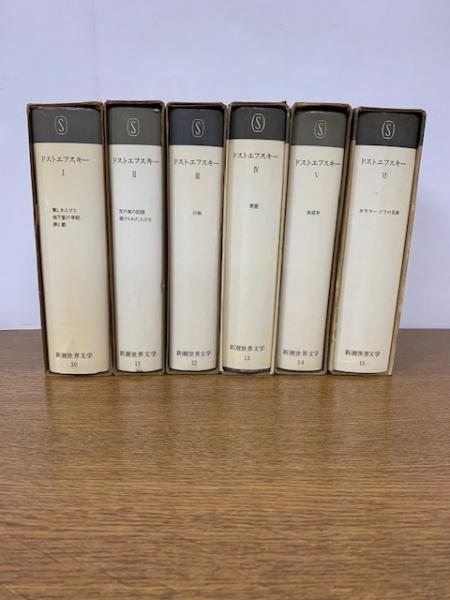 S
ドストエフスキー
I
貧しき人びと
地下室の手記
罪と罰
新潮世界文学
10
S
ドストエフスキー
II
死の家の記録
虐げられた人びと
新潮世界文学
11
S
ドストエフスキー
III
白痴
新潮世界文学
12
S
ドストエフスキー
IV
悪霊
新潮世界文学
13
S
ドストエフスキー
V
未成年
新潮世界文学
14
S
ドストエフスキー
VI
カラマーゾフの兄弟
新潮世界文学
15